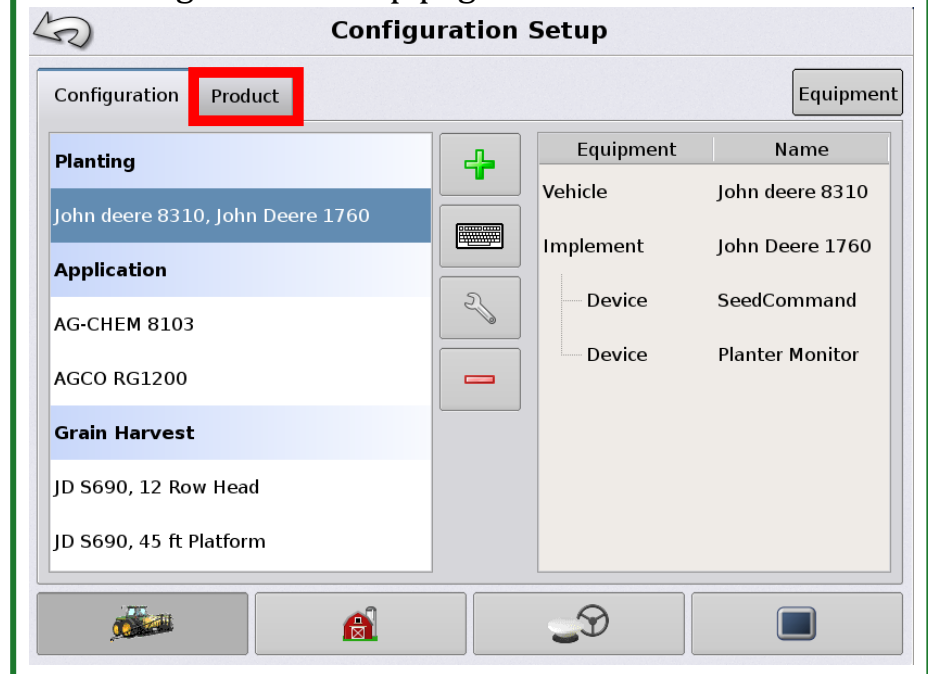 Configuration Setup
Configuration Product Equipment
Planting
John deere 8310, John Deere 1760
Application
AG-CHEM 8103
AGCO RG1200
Grain Harvest
JD S690, 12 Row Head
JD S690, 45 ft Platform
Equipment Name
Vehicle John deere 8310
Implement John Deere 1760
Device SeedCommand
Device Planter Monitor